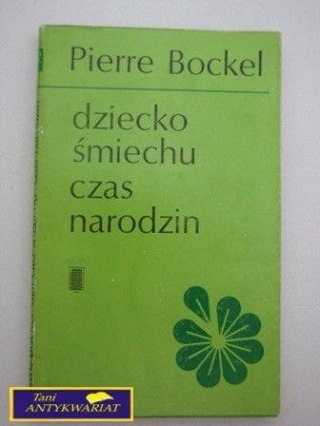 Pierre Bockel
dziecko
śmiechu
czas
narodzin
Tani
ANTYKWARIAT